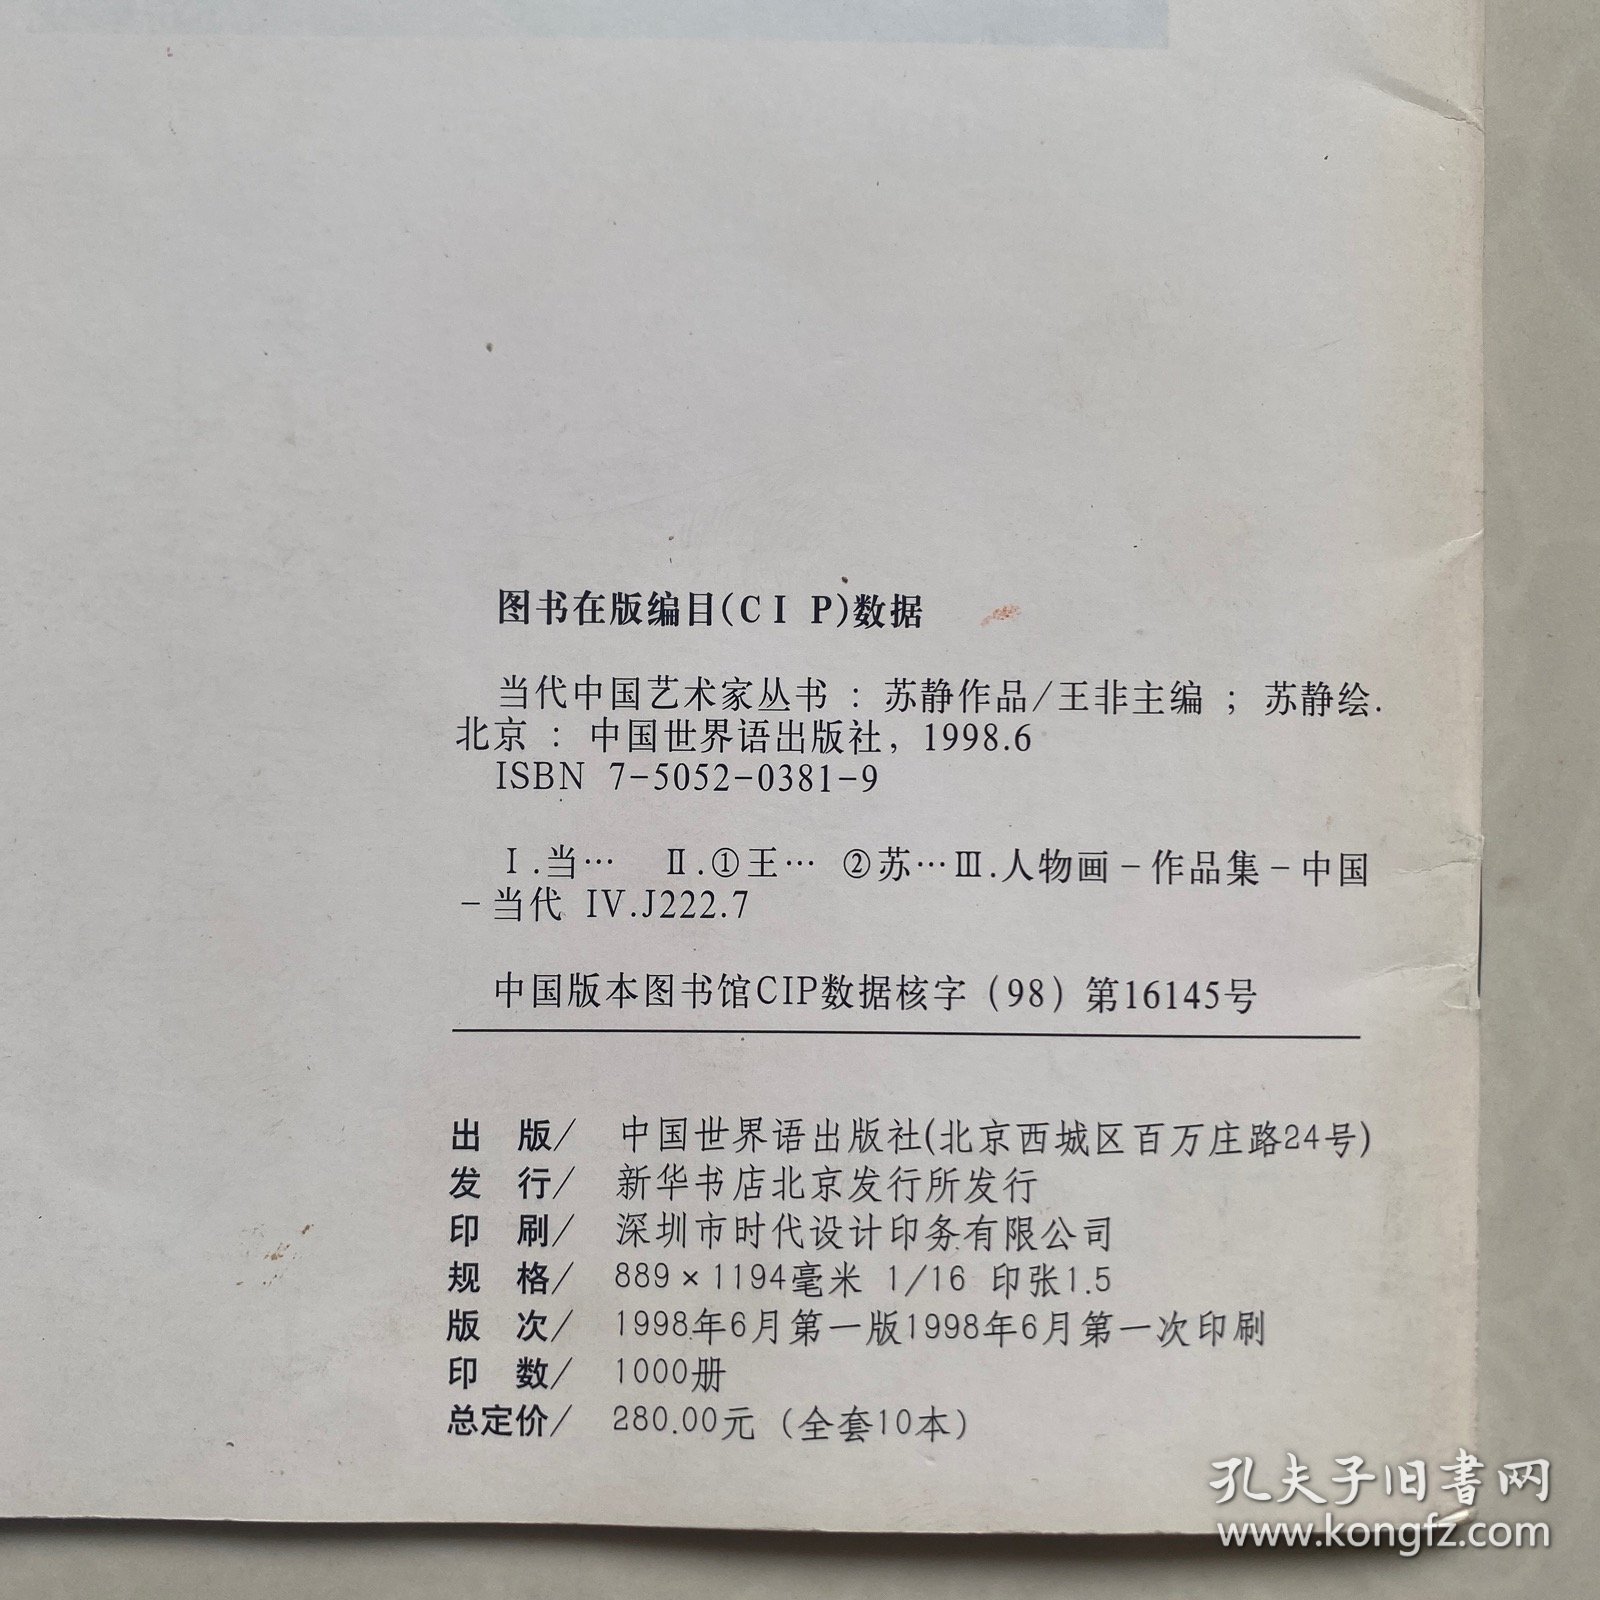 图书在版编目(CIP)数据
当代中国艺术家丛书：苏静作品/王非主编；苏静绘.
北京：中国世界语出版社，1998.6
ISBN 7-5052-0381-9
Ⅰ.当… Ⅱ.①王… ②苏…Ⅲ.人物画－作品集－中国
－当代 IV.J222.7
中国版本图书馆CIP数据核字（98）第16145号
出 版/ 中国世界语出版社(北京西城区百万庄路24号)
发 行/ 新华书店北京发行所发行
印 刷/ 深圳市时代设计印务有限公司
规 格/ 889×1194毫米 1/16 印张1.5
版 次/ 1998年6月第一版1998年6月第一次印刷
印 数/ 1000册
总定价/ 280.00元（全套10本）
孔夫子旧书网
www.kongfz.com